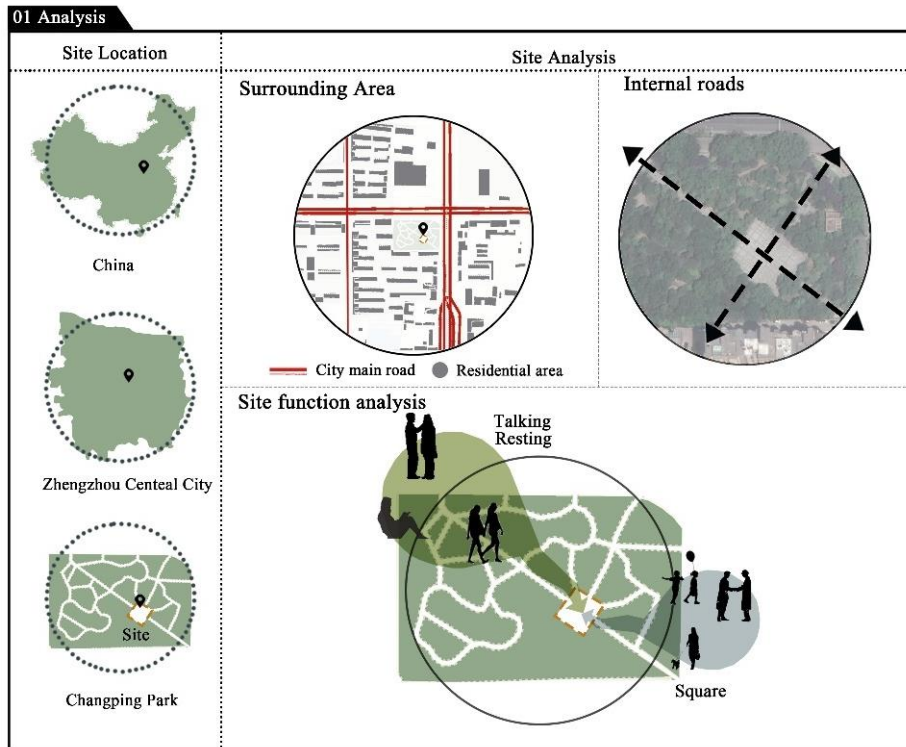 01 Analysis
Site Location
Site Analysis
China
Zhengzhou Centeal City
Site
Changping Park
Surrounding Area
City main road
Residential area
Internal roads
Site function analysis
Talking
Resting
Square